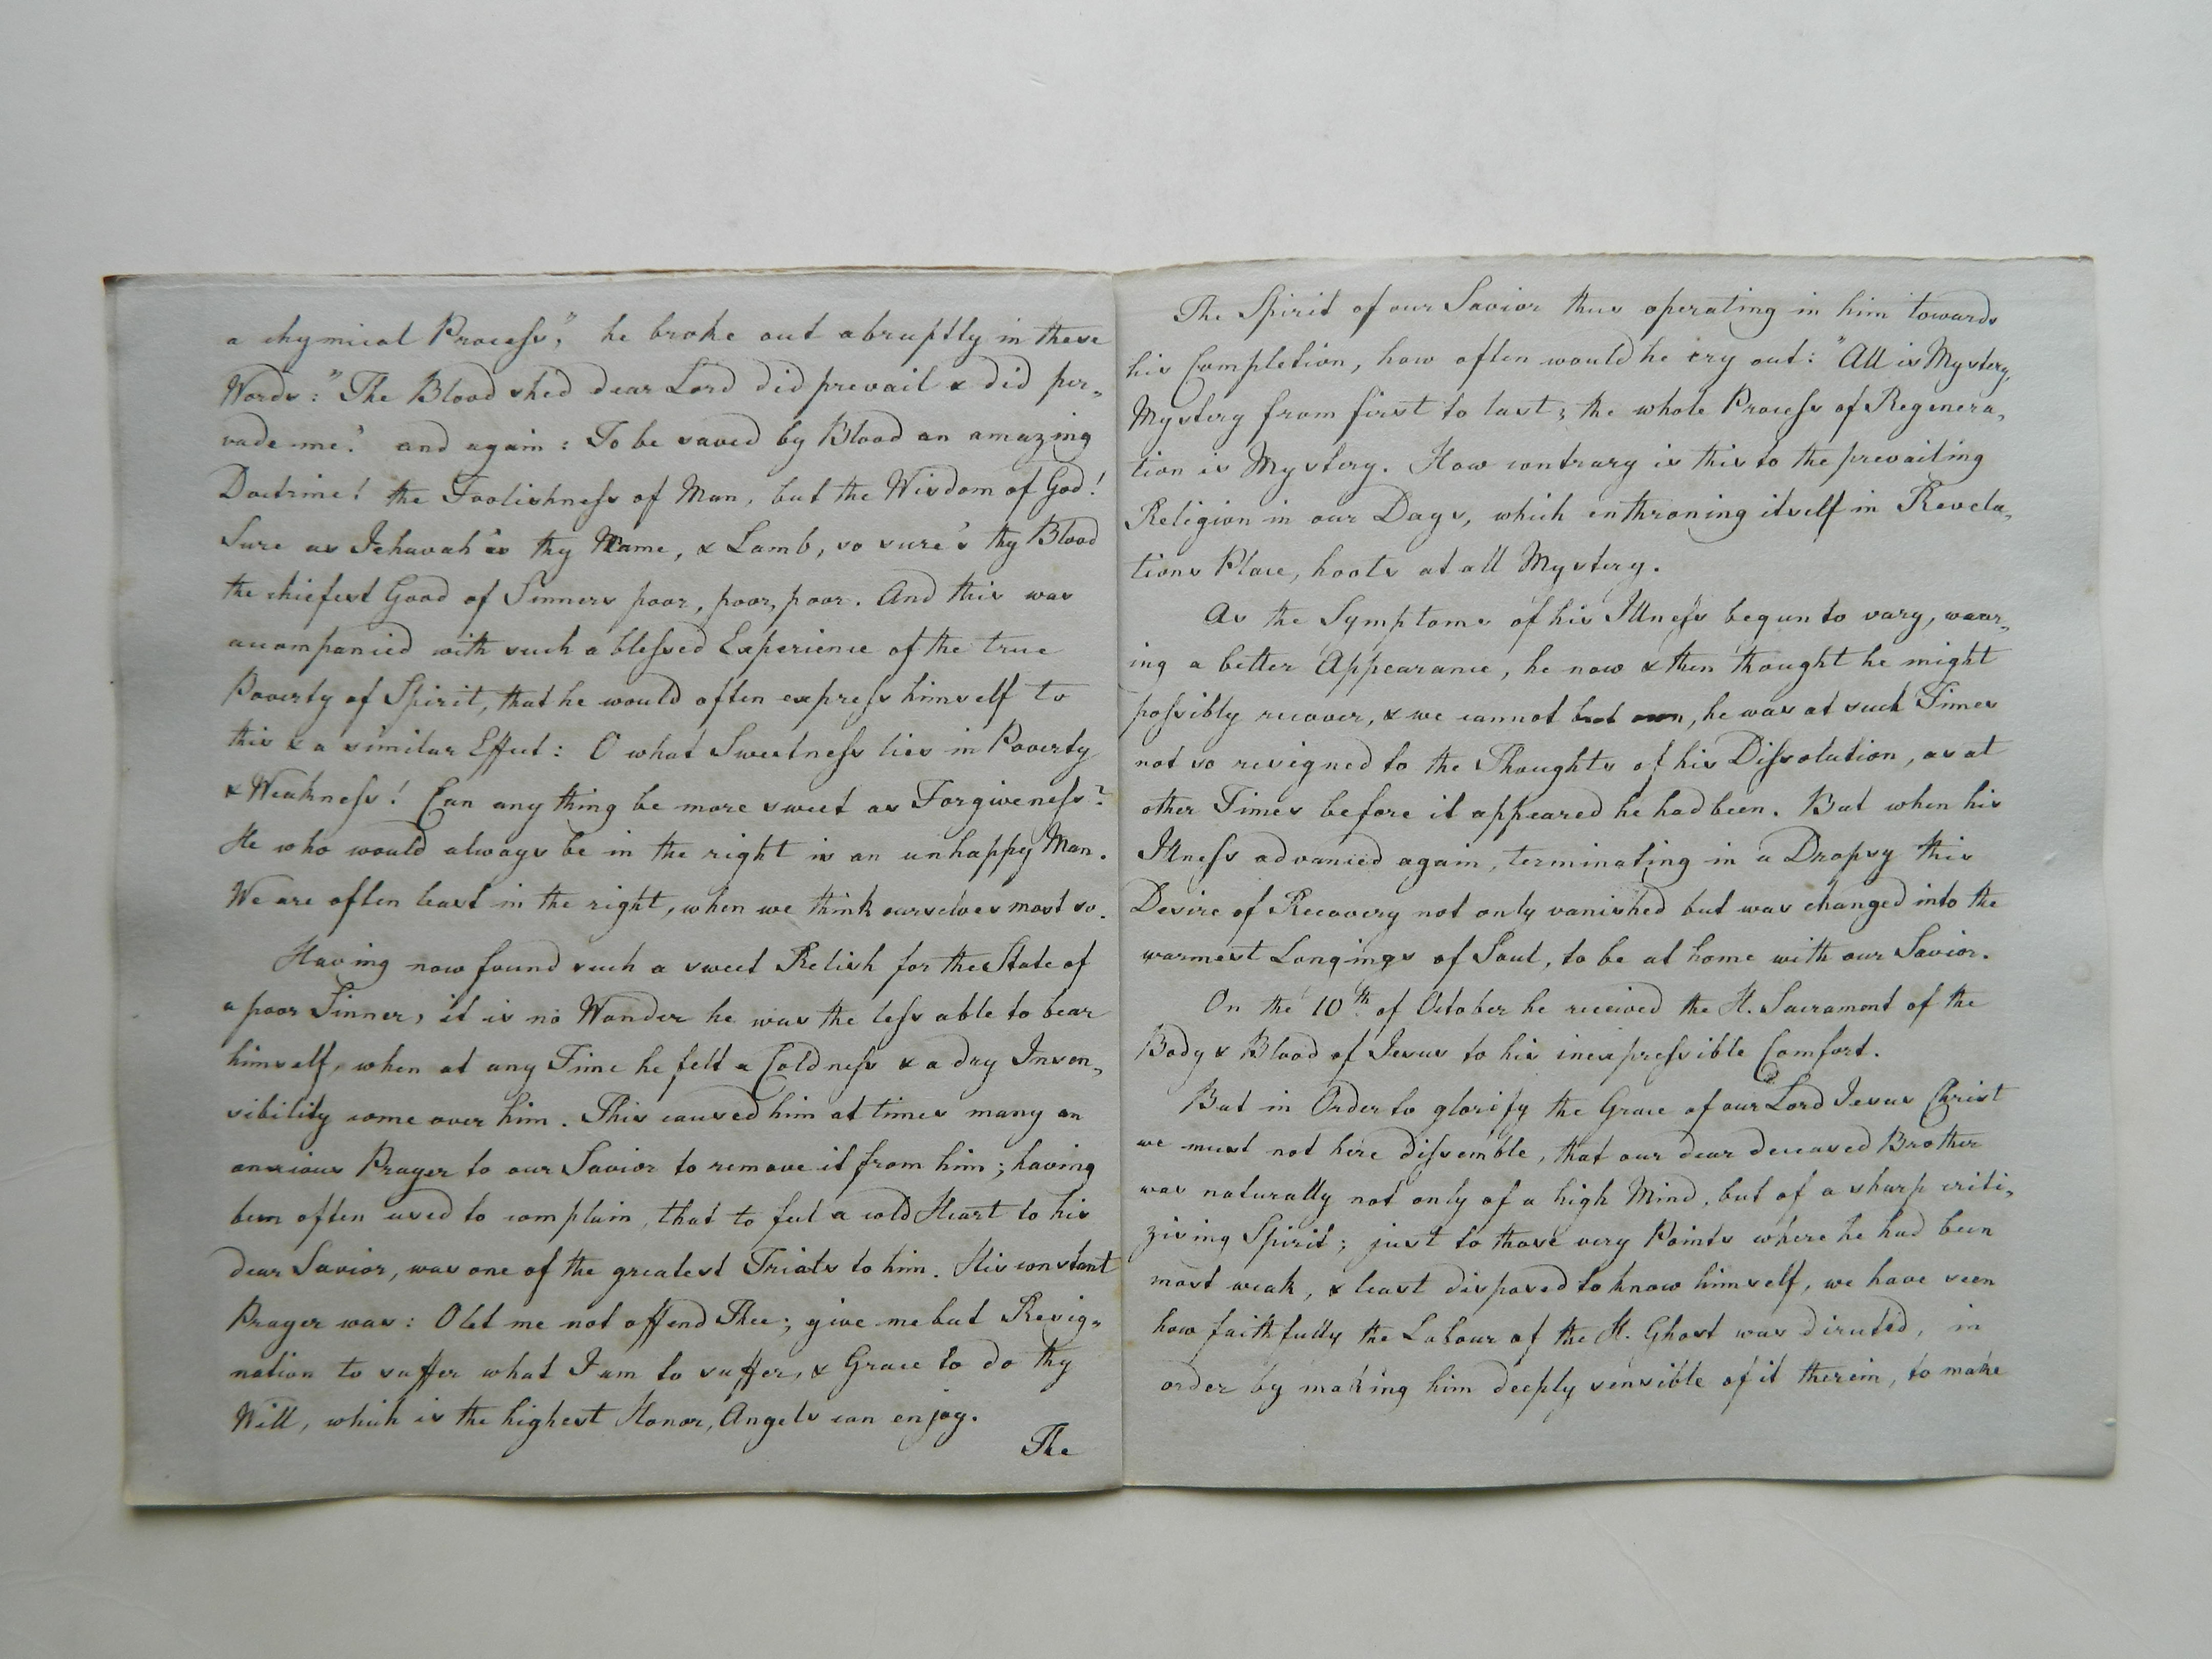 a chymical Process," he broke out abruptly in these
Words: "The Blood shed dear Lord did prevail & did per-
vade me." and again: To be saved by Blood an amazing
Doctrine! the Foolishness of Man, but the Wisdom of God!
Sure as Jehovah is thy Name, & Lamb, so sure's thy Blood
the chiefest Good of Sinners poor, poor, poor. And this was
accompanied with such a blessed Experience of the true
Poverty of Spirit, that he would often express himself to
this & a similar Effect: O what Sweetness lies in Poverty
& Weakness! Can any thing be more sweet as Forgiveness?
He who would always be in the right is an unhappy Man.
We are often least in the right, when we think ourselves most so.
Having now found such a sweet Relish for the State of
a poor Sinner, it is no Wonder he was the less able to bear
himself, when at any Time he felt a Coldness & a dry Insen-
sibility come over him. This caused him at times many an
anxious Prayer to our Savior to remove it from him; having
been often used to complain, that to feel a cold Heart to his
dear Savior, was one of the greatest Trials to him. His constant
Prayer was: O let me not offend Thee; give me but Resig-
nation to suffer what I am to suffer, & Grace to do thy
Will, which is the highest Honor, Angels can enjoy.
The
The Spirit of our Savior thus operating in him towards
his Completion, how often would he cry out: "All is Mystery,
Mystery from first to last; the whole Process of Regenera-
tion is Mystery. How contrary is this to the prevailing
Religion in our Days, which enthroning itself in Revela-
tions Place, hoots at all Mystery.
As the Symptoms of his Illness begun to vary, wear-
ing a better Appearance, he now & then thought he might
possibly recover, & we cannot but own, he was at such Times
not so resigned to the Thoughts of his Dissolution, as at
other Times before it appeared he had been. But when his
Illness advanced again, terminating in a Dropsy this
Desire of Recovery not only vanished but was changed into the
warmest Longings of Soul, to be at home with our Savior.
On the 10th of October he received the H. Sacrament of the
Body & Blood of Jesus to his inexpressible Comfort.
But in Order to glorify the Grace of our Lord Jesus Christ
we must not here dissemble, that our dear deceased Brother
was naturally not only of a high Mind, but of a sharp criti-
zising Spirit; just to those very Points where he had been
most weak, & least disposed to know himself, we have seen
how faithfully the Labour of the H. Ghost was directed, in
order by making him deeply sensible of it therein, to make